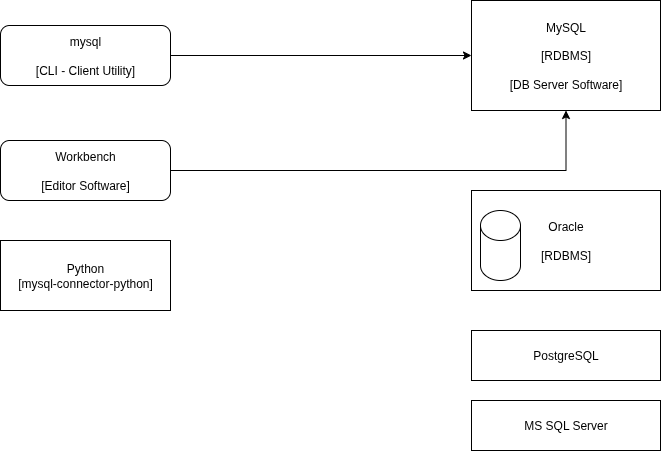 mysql
[CLI - Client Utility]
MySQL
[RDBMS]
[DB Server Software]
Workbench
[Editor Software]
Oracle
[RDBMS]
Python
[mysql-connector-python]
PostgreSQL
MS SQL Server